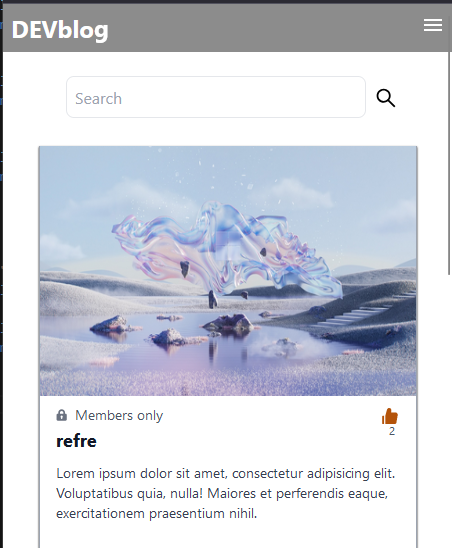 DEVblog
Search
Members only
2
refre
Lorem ipsum dolor sit amet, consectetur adipisicing elit.
Voluptatibus quia, nulla! Maiores et perferendis eaque,
exercitationem praesentium nihil.